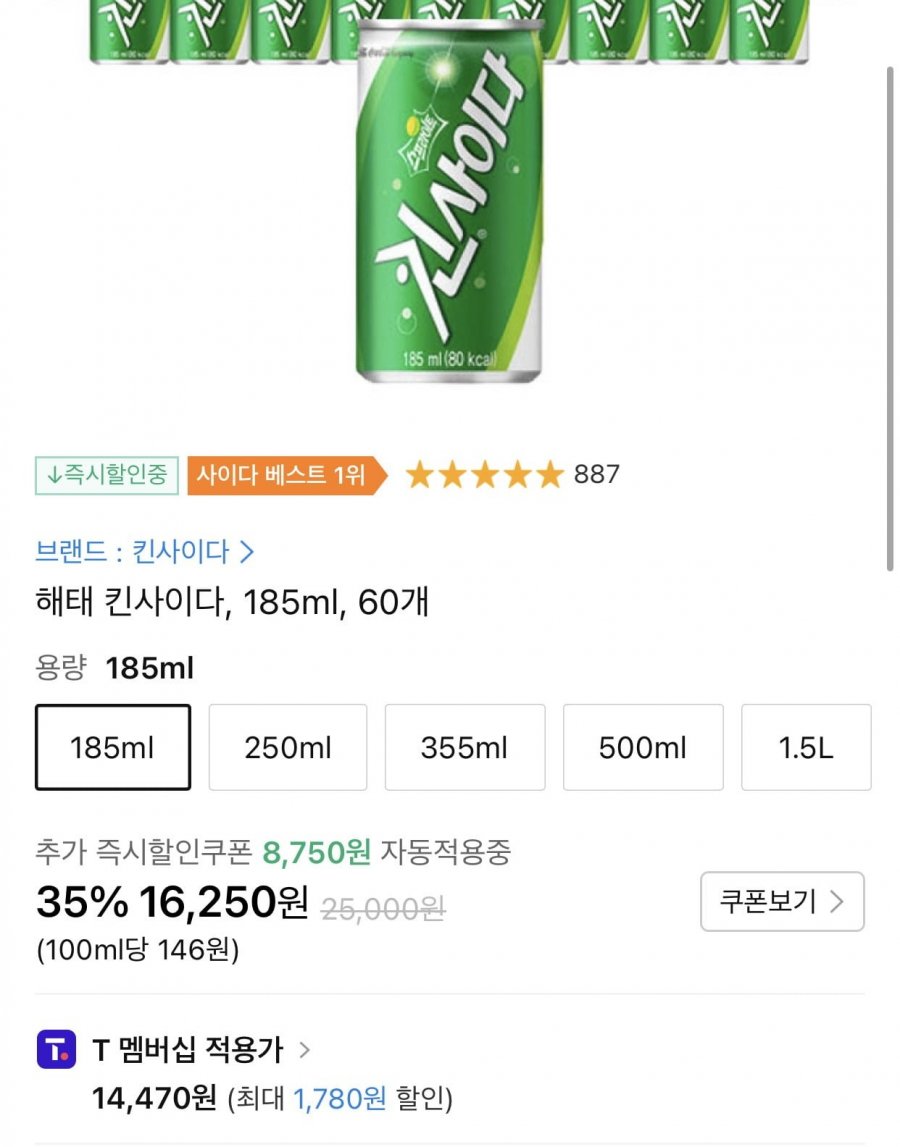 스프라이트
킨사이다
185 ml (80 kcal)
↓즉시할인중 사이다 베스트 1위 ★★★★★ 887
브랜드 : 킨사이다 >
해태 킨사이다, 185ml, 60개
용량 185ml
185ml 250ml 355ml 500ml 1.5L
추가 즉시할인쿠폰 8,750원 자동적용중
35% 16,250원 25,000원 쿠폰보기 >
(100ml당 146원)
T. T 멤버십 적용가 >
14,470원 (최대 1,780원 할인)